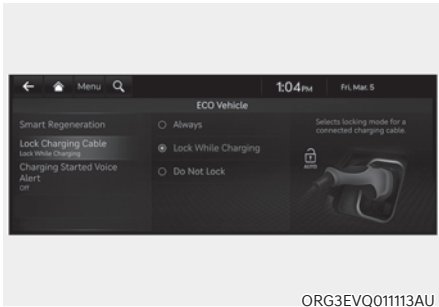 Menu
1:04PM
Fri, Mar. 5
ECO Vehicle
Smart Regeneration
Always
Selects locking mode for a
connected charging cable.
Lock Charging Cable
Lock While Charging
Lock While Charging
AUTO
Charging Started Voice
Alert
Off
Do Not Lock
ORG3EVQ011113AU